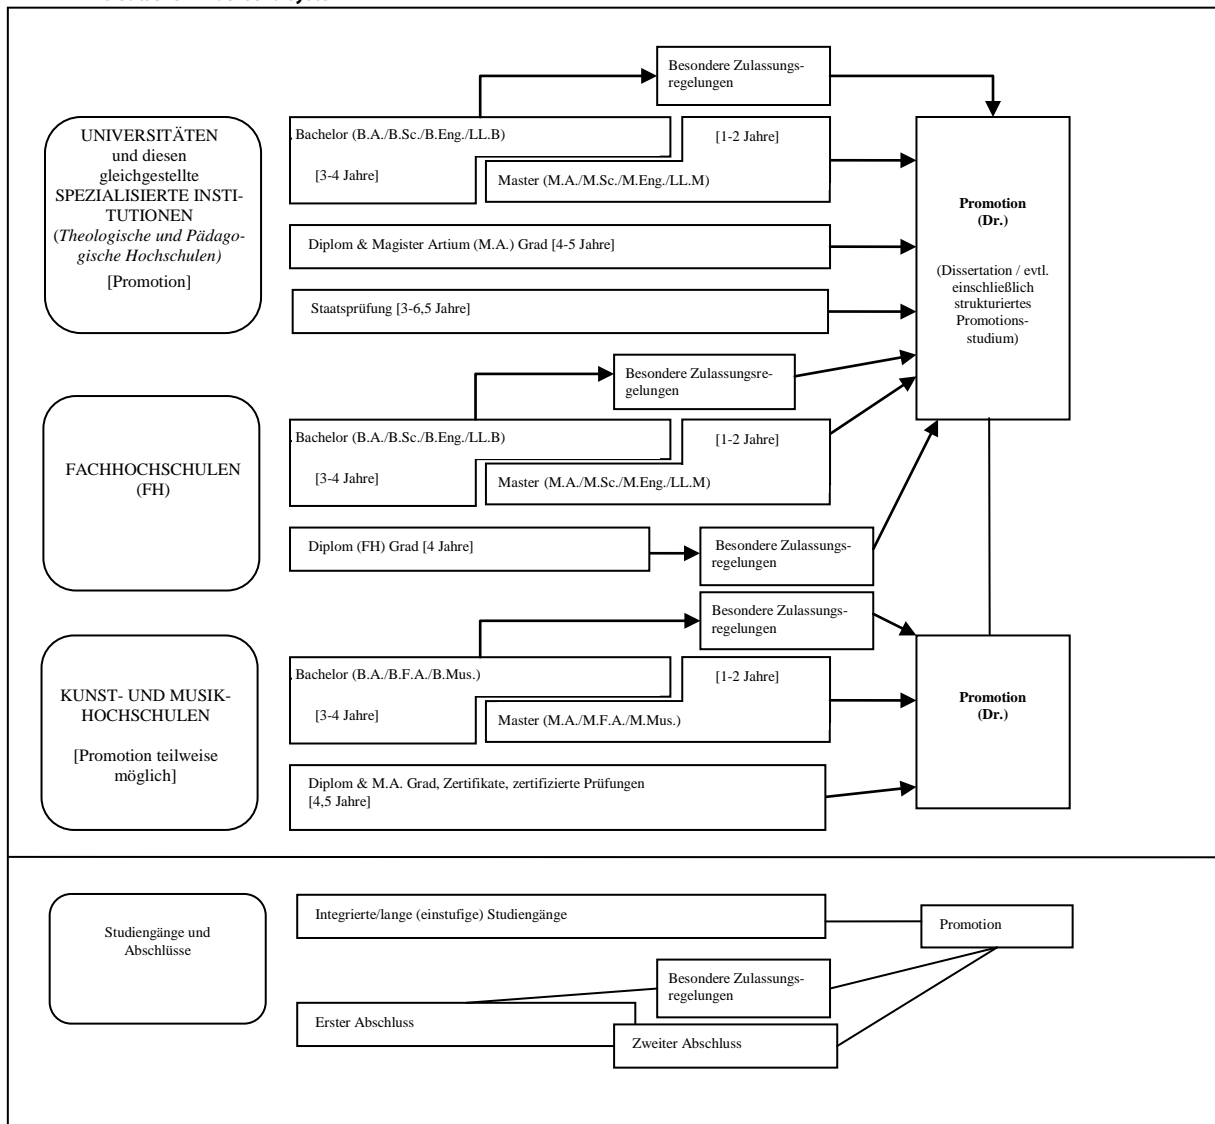 Besondere Zulassungs-
regelungen
UNIVERSITÄTEN
und diesen
gleichgestellte
SPEZIALISIERTE INSTI-
TUTIONEN
(Theologische und Pädago-
gische Hochschulen)
[Promotion]
Bachelor (B.A./B.Sc./B.Eng./LL.B)
[3-4 Jahre]
[1-2 Jahre]
Master (M.A./M.Sc./M.Eng./LL.M)
Diplom & Magister Artium (M.A.) Grad [4-5 Jahre]
Staatsprüfung [3-6,5 Jahre]
Promotion
(Dr.)
(Dissertation / evtl.
einschließlich
strukturiertes
Promotions-
studium)
Besondere Zulassungsre-
gelungen
FACHHOCHSCHULEN
(FH)
Bachelor (B.A./B.Sc./B.Eng./LL.B)
[3-4 Jahre]
[1-2 Jahre]
Master (M.A./M.Sc./M.Eng./LL.M)
Diplom (FH) Grad [4 Jahre]
Besondere Zulassungs-
regelungen
Besondere Zulassungs-
regelungen
KUNST- UND MUSIK-
HOCHSCHULEN
[Promotion teilweise
möglich]
Bachelor (B.A./B.F.A./B.Mus.)
[3-4 Jahre]
[1-2 Jahre]
Master (M.A./M.F.A./M.Mus.)
Diplom & M.A. Grad, Zertifikate, zertifizierte Prüfungen
[4,5 Jahre]
Promotion
(Dr.)
Studiengänge und
Abschlüsse
Integrierte/lange (einstufige) Studiengänge
Promotion
Besondere Zulassungs-
regelungen
Erster Abschluss
Zweiter Abschluss